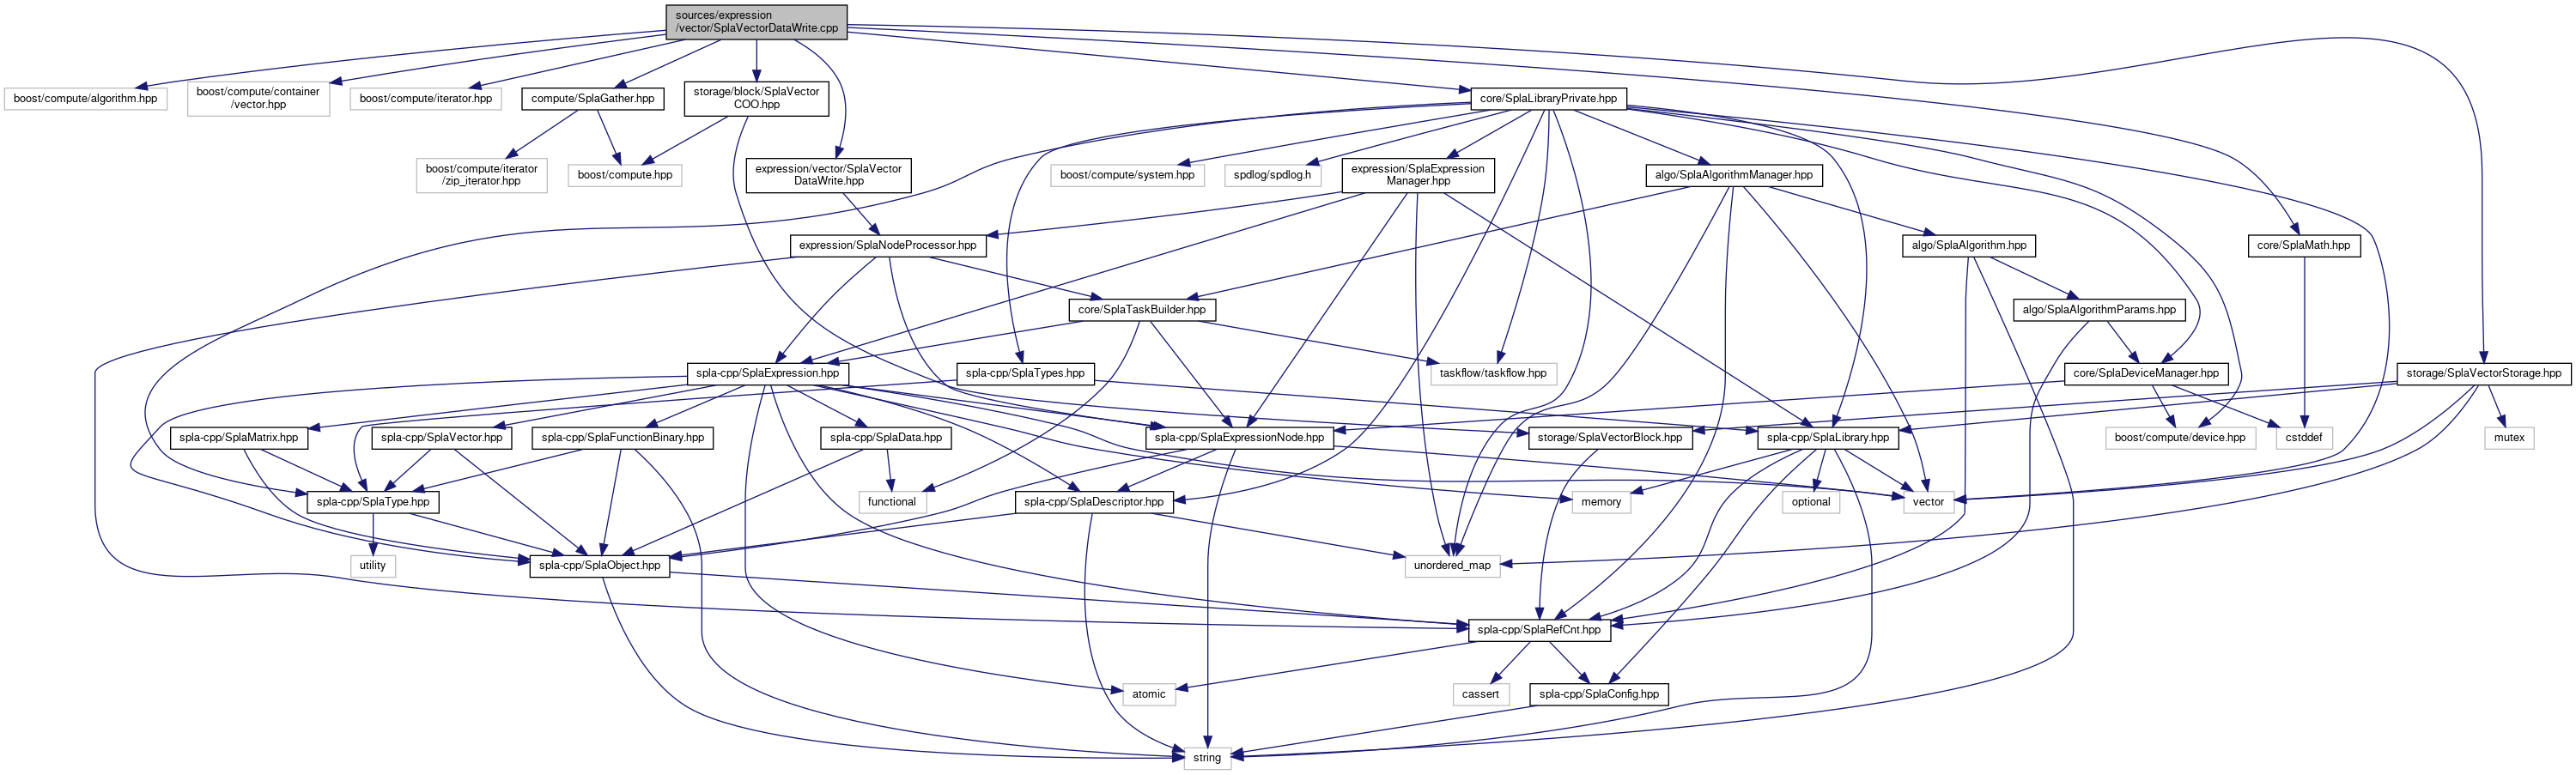 sources/expression
/vector/SplaVectorDataWrite.cpp
boost/compute/algorithm.hpp
boost/compute/container
/vector.hpp
boost/compute/iterator.hpp
compute/SplaGather.hpp
storage/block/SplaVector
COO.hpp
core/SplaLibraryPrivate.hpp
boost/compute/iterator
/zip_iterator.hpp
boost/compute.hpp
expression/vector/SplaVector
DataWrite.hpp
boost/compute/system.hpp
spdlog/spdlog.h
expression/SplaExpression
Manager.hpp
algo/SplaAlgorithmManager.hpp
expression/SplaNodeProcessor.hpp
algo/SplaAlgorithm.hpp
core/SplaMath.hpp
core/SplaTaskBuilder.hpp
algo/SplaAlgorithmParams.hpp
spla-cpp/SplaExpression.hpp
spla-cpp/SplaTypes.hpp
taskflow/taskflow.hpp
core/SplaDeviceManager.hpp
storage/SplaVectorStorage.hpp
spla-cpp/SplaMatrix.hpp
spla-cpp/SplaVector.hpp
spla-cpp/SplaFunctionBinary.hpp
spla-cpp/SplaData.hpp
spla-cpp/SplaExpressionNode.hpp
storage/SplaVectorBlock.hpp
spla-cpp/SplaLibrary.hpp
boost/compute/device.hpp
cstddef
mutex
spla-cpp/SplaType.hpp
functional
spla-cpp/SplaDescriptor.hpp
memory
optional
vector
utility
spla-cpp/SplaObject.hpp
unordered_map
spla-cpp/SplaRefCnt.hpp
atomic
cassert
spla-cpp/SplaConfig.hpp
string